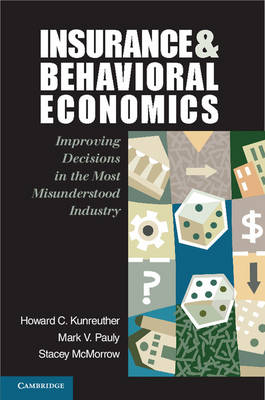 INSURANCE&
BEHAVIORAL
ECONOMICS
Improving
Decisions
in the Most
Misunderstood
Industry
$
?
Howard C. Kunreuther
Mark V. Pauly
Stacey McMorrow
CAMBRIDGE